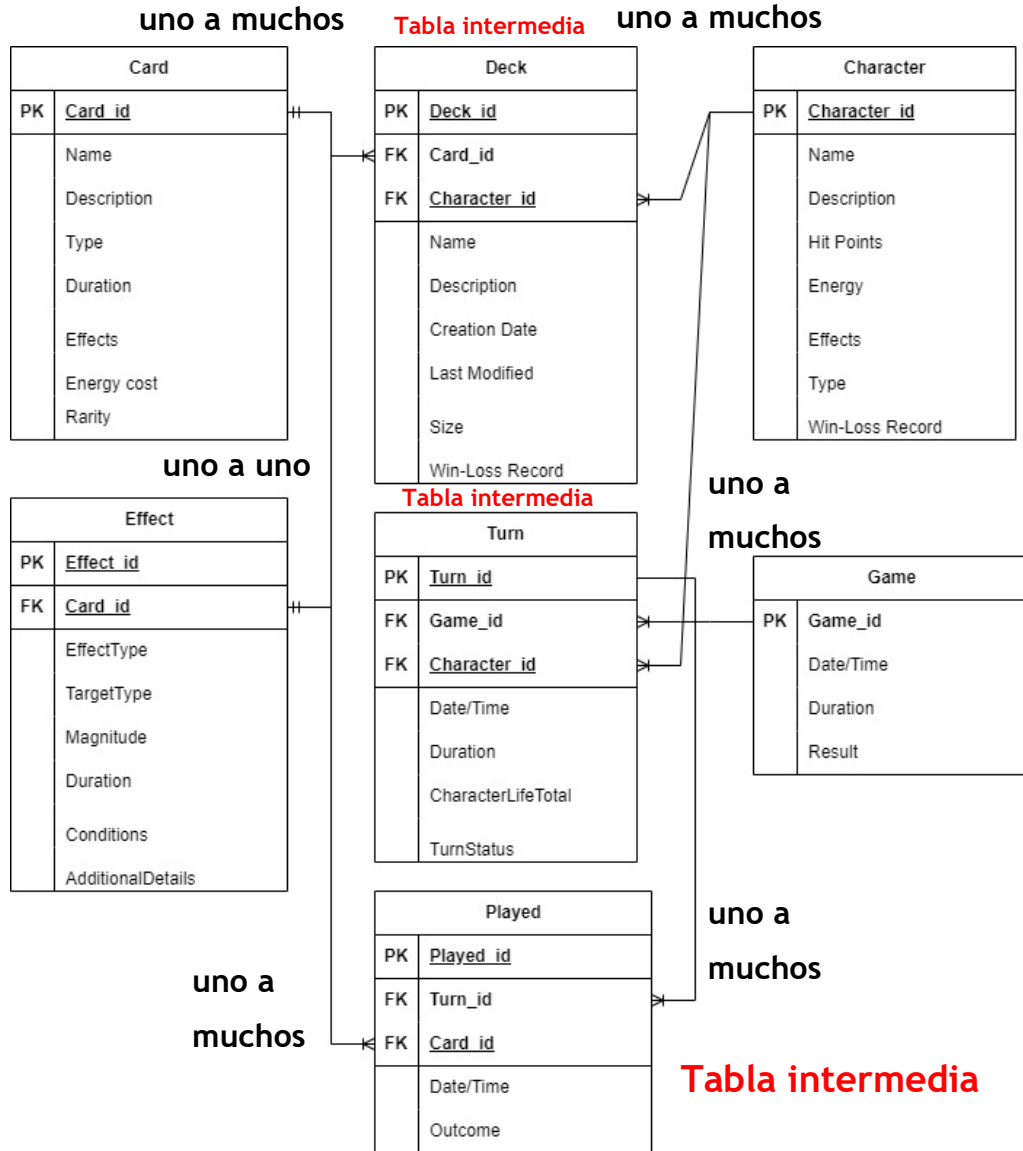 uno a muchos
Tabla intermedia
uno a muchos
Card
PK Card_id
Name
Description
Type
Duration
Effects
Energy cost
Rarity
Deck
PK Deck_id
FK Card_id
FK Character_id
Name
Description
Creation Date
Last Modified
Size
Win-Loss Record
Character
PK Character_id
Name
Description
Hit Points
Energy
Effects
Type
Win-Loss Record
uno a uno
Tabla intermedia
uno a
muchos
Effect
PK Effect_id
FK Card_id
EffectType
TargetType
Magnitude
Duration
Conditions
AdditionalDetails
Turn
PK Turn_id
FK Game_id
FK Character_id
Date/Time
Duration
CharacterLifeTotal
TurnStatus
Game
PK Game_id
Date/Time
Duration
Result
uno a
muchos
Played
PK Played_id
FK Turn_id
FK Card_id
Date/Time
Outcome
uno a
muchos
Tabla intermedia